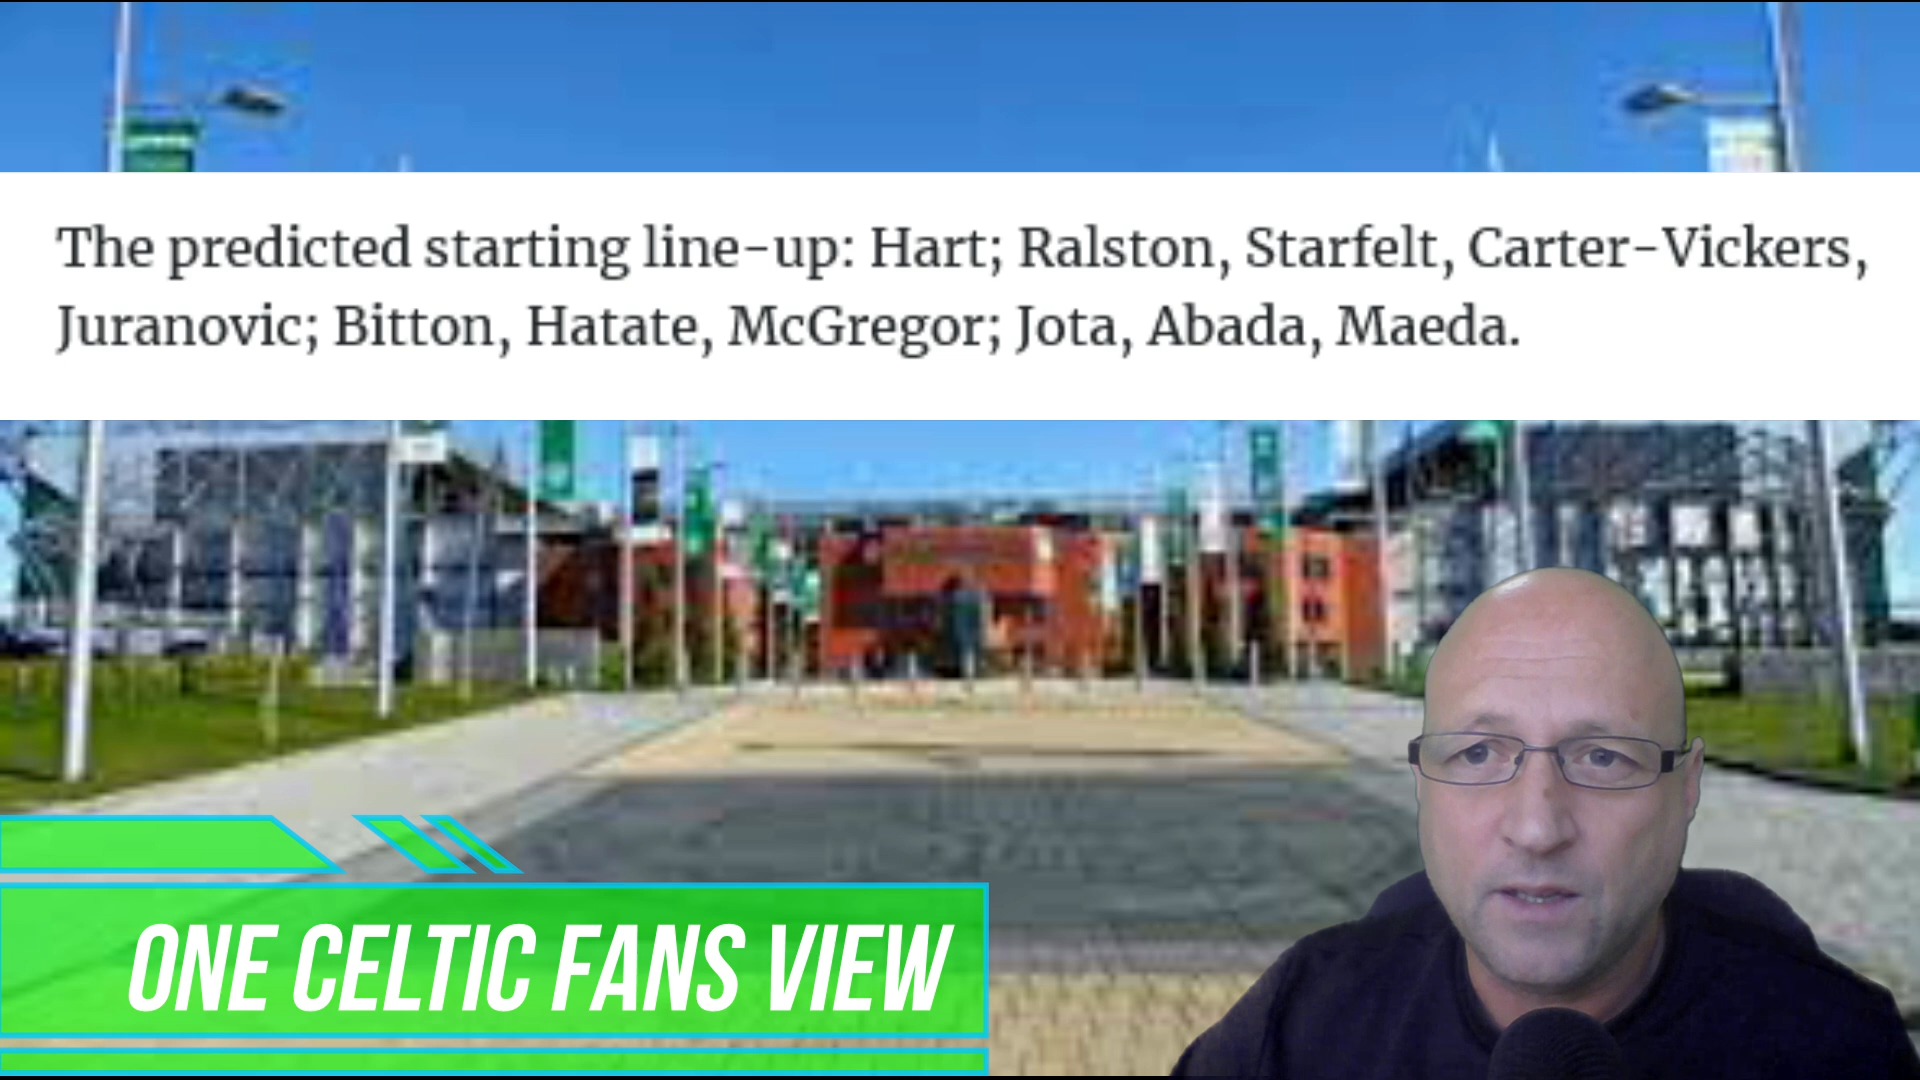 The predicted starting line-up: Hart; Ralston, Starfelt, Carter-Vickers,
Juranovic; Bitton, Hatate, McGregor; Jota, Abada, Maeda.
ONE CELTIC FANS VIEW